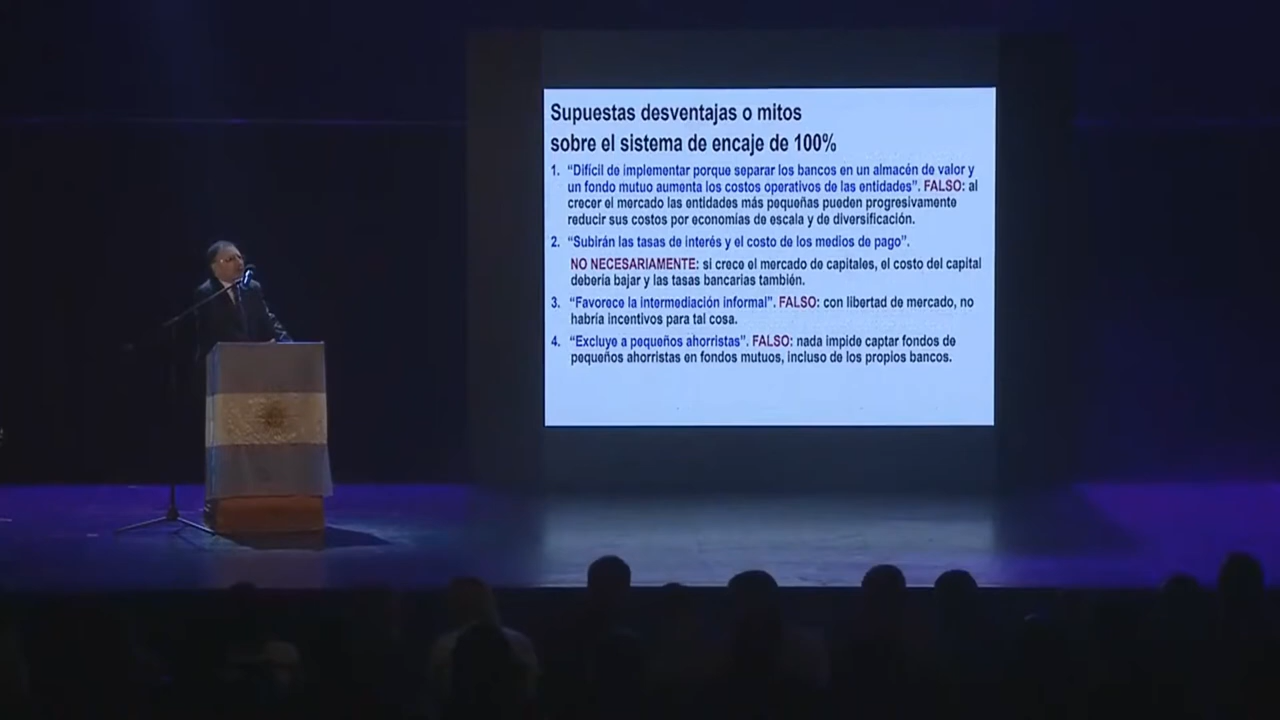 Supuestas desventajas o mitos
sobre el sistema de encaje de 100%
1. “Difícil de implementar porque separar los bancos en un almacén de valor y
un fondo mutuo aumenta los costos operativos de las entidades”. FALSO: al
crecer el mercado las entidades más pequeñas pueden progresivamente
reducir sus costos por economías de escala y de diversificación.
2. “Subirán las tasas de interés y el costo de los medios de pago”.
NO NECESARIAMENTE: si crece el mercado de capitales, el costo del capital
debería bajar y las tasas bancarias también.
3. “Favorece la intermediación informal”. FALSO: con libertad de mercado, no
habría incentivos para tal cosa.
4. “Excluye a pequeños ahorristas”. FALSO: nada impide captar fondos de
pequeños ahorristas en fondos mutuos, incluso de los propios bancos.